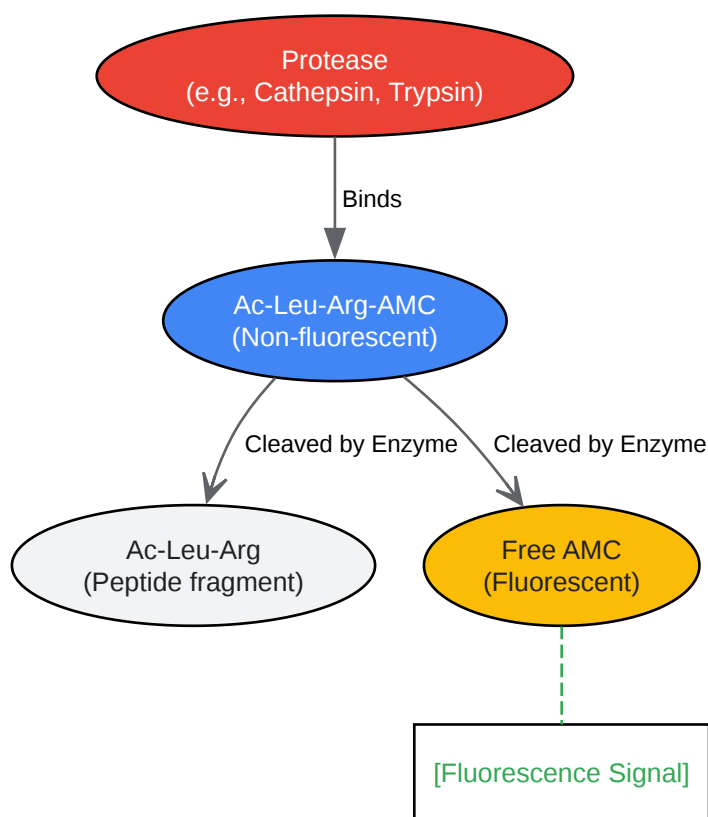 Protease
(e.g., Cathepsin, Trypsin)
Binds
Ac-Leu-Arg-AMC
(Non-fluorescent)
Cleaved by Enzyme
Cleaved by Enzyme
Ac-Leu-Arg
(Peptide fragment)
Free AMC
(Fluorescent)
[Fluorescence Signal]